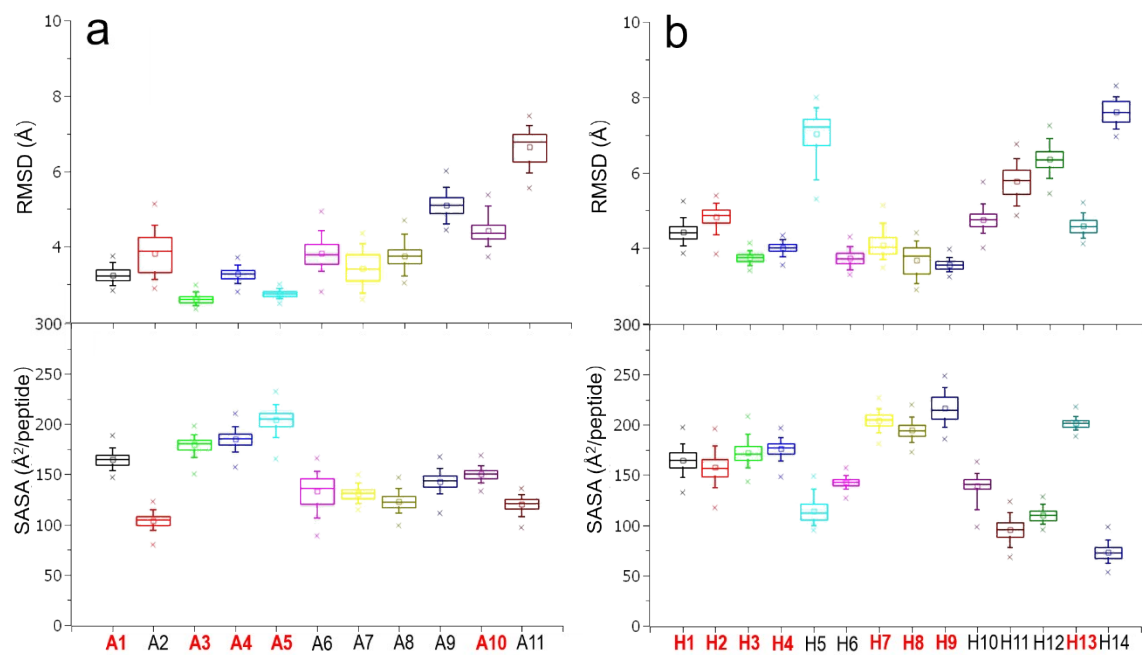 a
10
8
6
4
300
250
200
150
100
50
0
RMSD (Å)
SASA (Å²/peptide)
A1 A2 A3 A4 A5 A6 A7 A8 A9 A10 A11
b
10
8
6
4
300
250
200
150
100
50
0
RMSD (Å)
SASA (Å²/peptide)
H1 H2 H3 H4 H5 H6 H7 H8 H9 H10 H11 H12 H13 H14